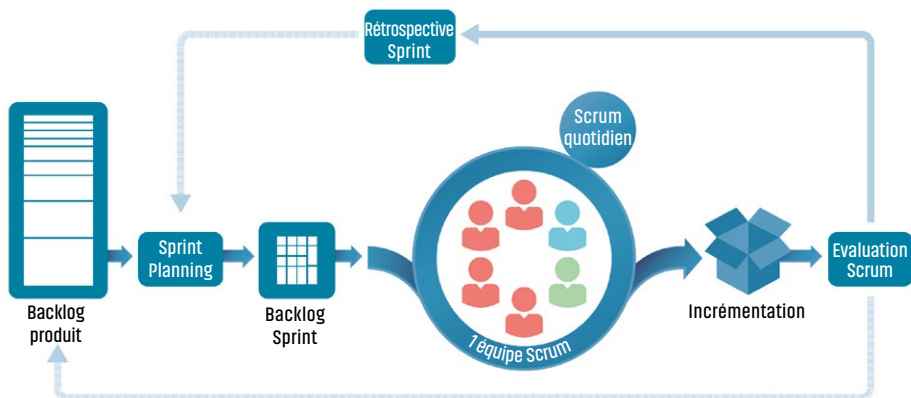 Rétrospective
Sprint
Scrum
quotidien
Sprint
Planning
Evaluation
Scrum
Backlog
produit
Backlog
Sprint
1 équipe Scrum
Incrémentation